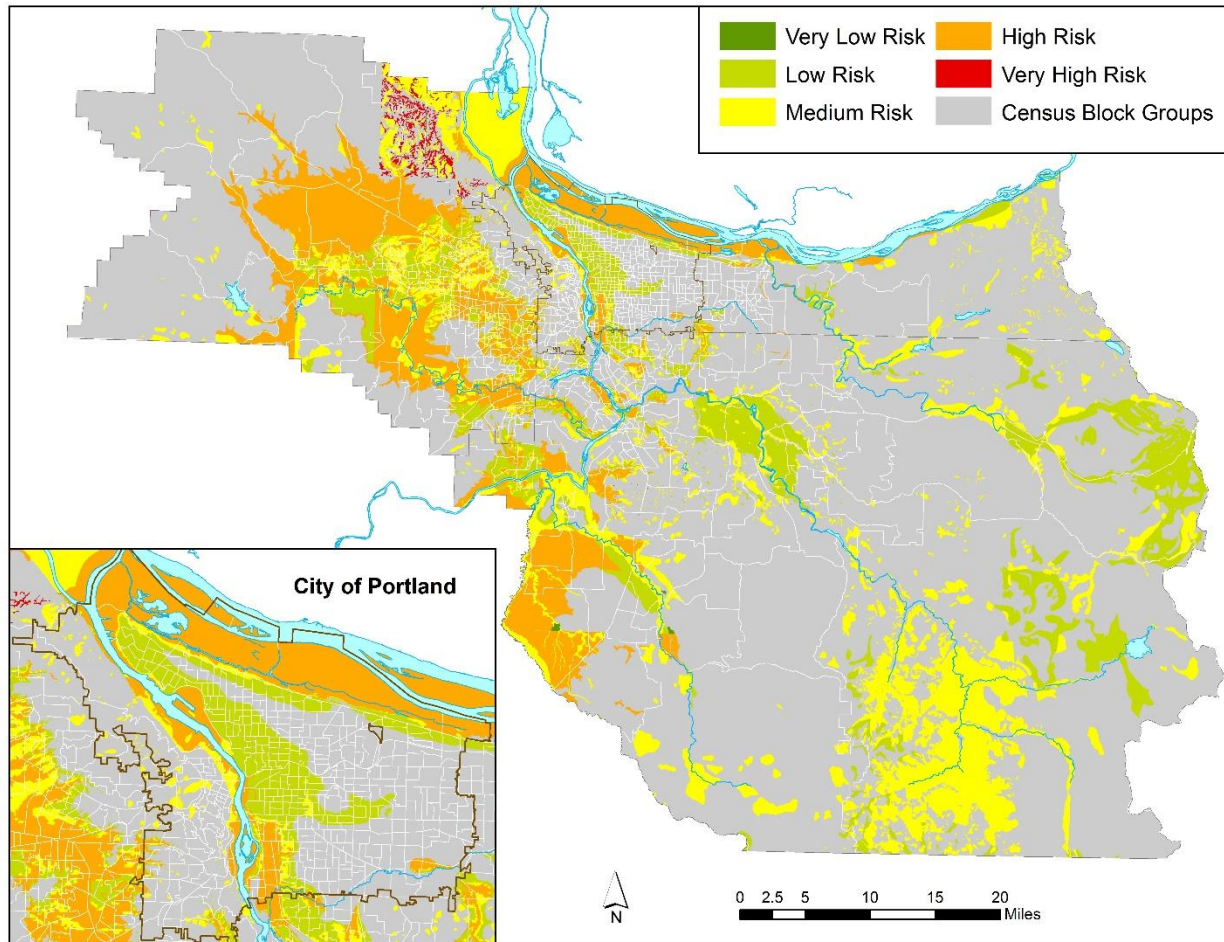 Very Low Risk
Low Risk
Medium Risk
High Risk
Very High Risk
Census Block Groups
City of Portland
N
0 2.5 5 10 15 20
Miles